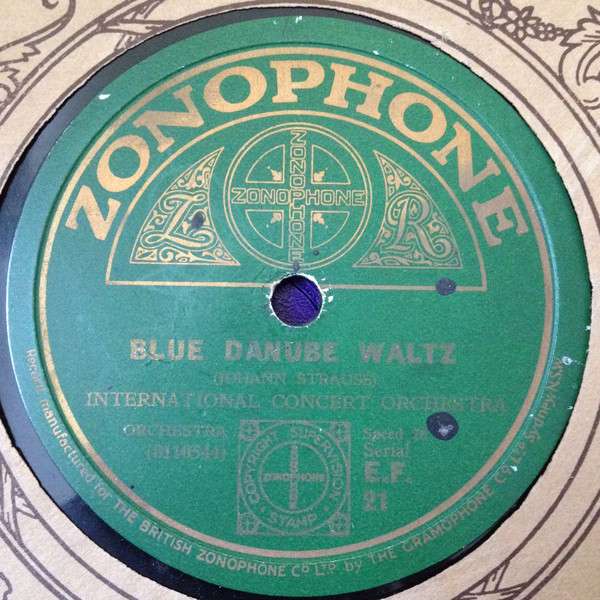 ZONOPHONE
ZONOPHONE
ZONOPHONE
Z R
BLUE DANUBE WALTZ
(JOHANN STRAUSS)
INTERNATIONAL CONCERT ORCHESTRA
ORCHESTRA
Speed
Serial
E.F.
21
COPYRIGHT SUPERVISION
ZONOPHONE
STAMP
Record manufactured for THE BRITISH ZONOPHONE Co LTD. by THE GRAMOPHONE Co LTD Sydney, N.S.W.